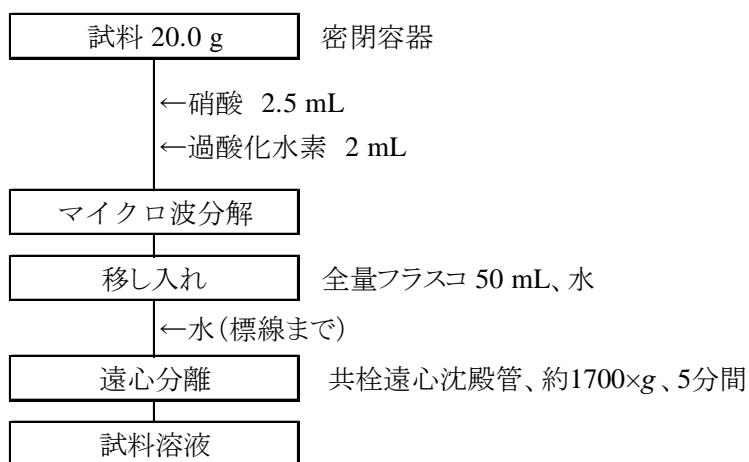 試料 20.0 g 密閉容器
←硝酸 2.5 mL
←過酸化水素 2 mL
マイクロ波分解
移し入れ 全量フラスコ 50 mL、水
←水(標線まで)
遠心分離 共栓遠心沈殿管、約1700×g、5分間
試料溶液